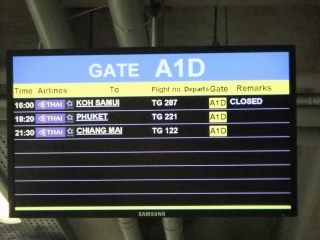 GATE A1D
Time Airlines To Flight no. Departs Gate Remarks
16:00 THAI KOH SAMUI TG 287 A1D CLOSED
18:20 THAI PHUKET TG 221 A1D
21:30 THAI CHIANG MAI TG 122 A1D
SAMSUNG